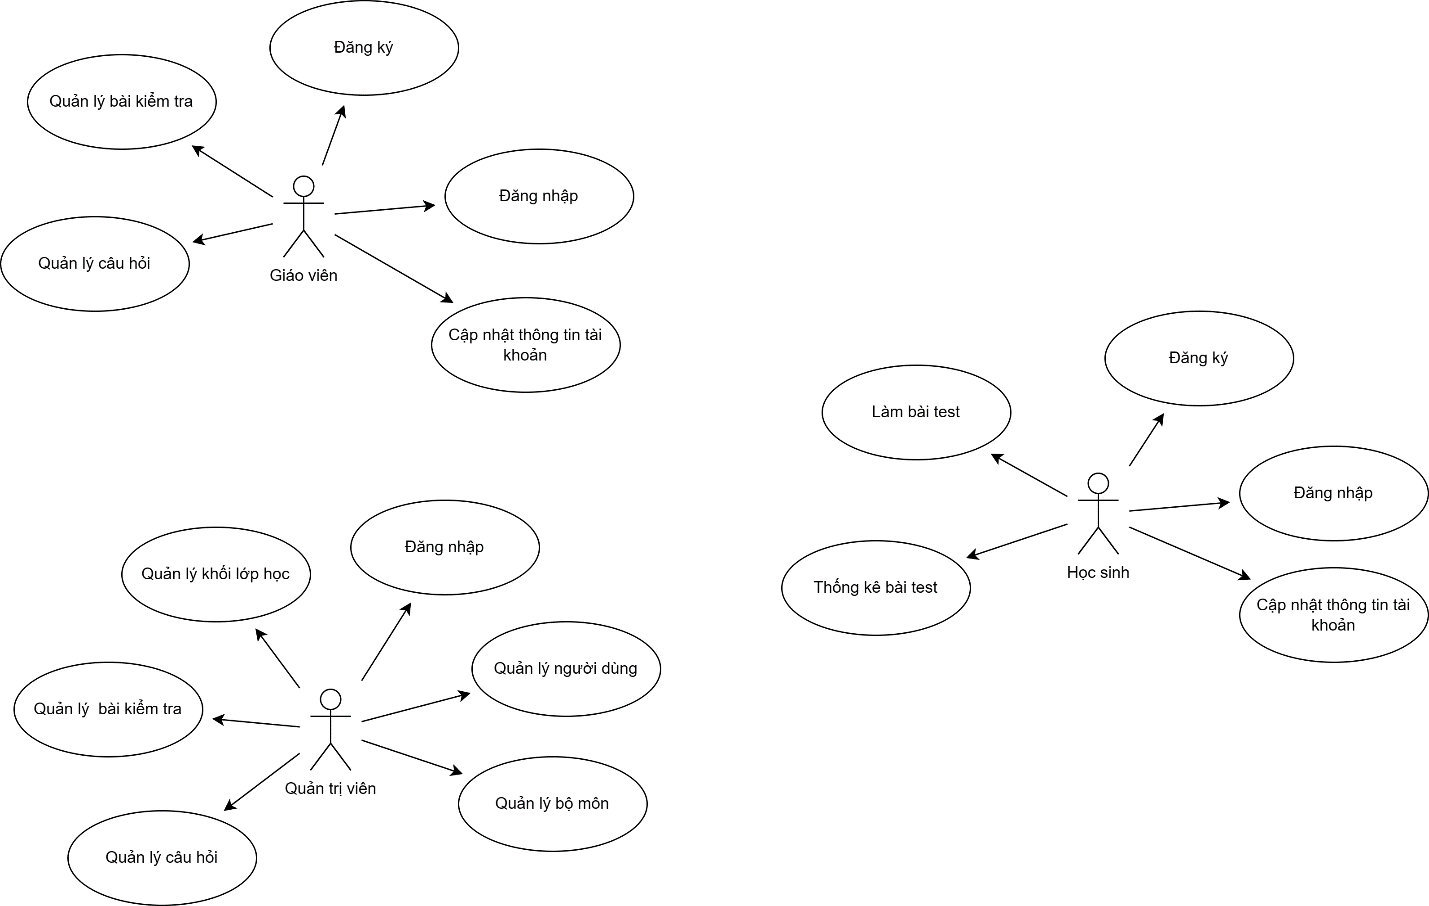 Đăng ký
Quản lý bài kiểm tra
Đăng nhập
Quản lý câu hỏi
Giáo viên
Cập nhật thông tin tài
khoản
Đăng ký
Làm bài test
Đăng nhập
Học sinh
Thống kê bài test
Cập nhật thông tin tài
khoản
Đăng nhập
Quản lý khối lớp học
Quản lý người dùng
Quản lý  bài kiểm tra
Quản trị viên
Quản lý bộ môn
Quản lý câu hỏi